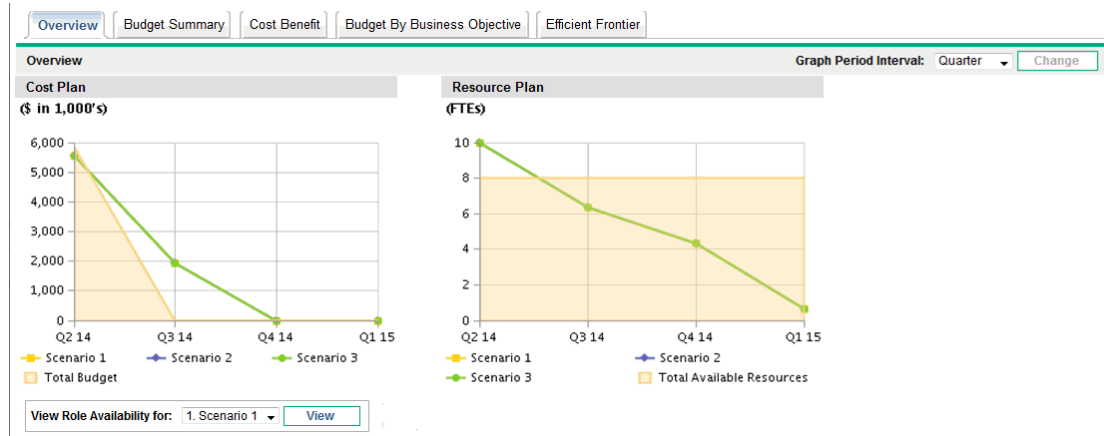 Overview Budget Summary Cost Benefit Budget By Business Objective Efficient Frontier
Overview Graph Period Interval: Quarter Change
Cost Plan
($ in 1,000's)
6,000
5,000
4,000
3,000
2,000
1,000
0
Q2 14 Q3 14 Q4 14 Q1 15
Scenario 1 Scenario 2 Scenario 3
Total Budget
Resource Plan
(FTEs)
10
8
6
4
2
0
Q2 14 Q3 14 Q4 14 Q1 15
Scenario 1 Scenario 2
Scenario 3 Total Available Resources
View Role Availability for: 1. Scenario 1 View